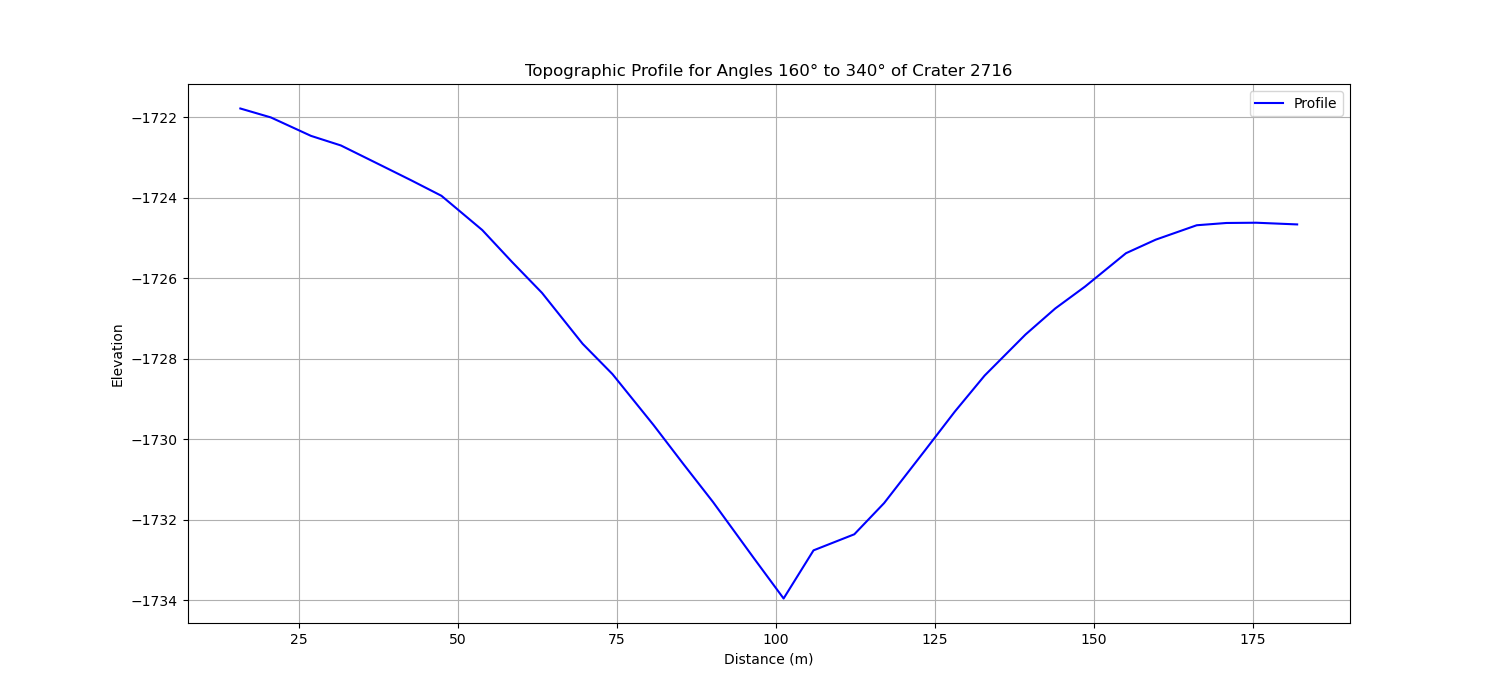 Topographic Profile for Angles 160° to 340° of Crater 2716
Profile
Elevation
−1722
−1724
−1726
−1728
−1730
−1732
−1734
25 50 75 100 125 150 175
Distance (m)